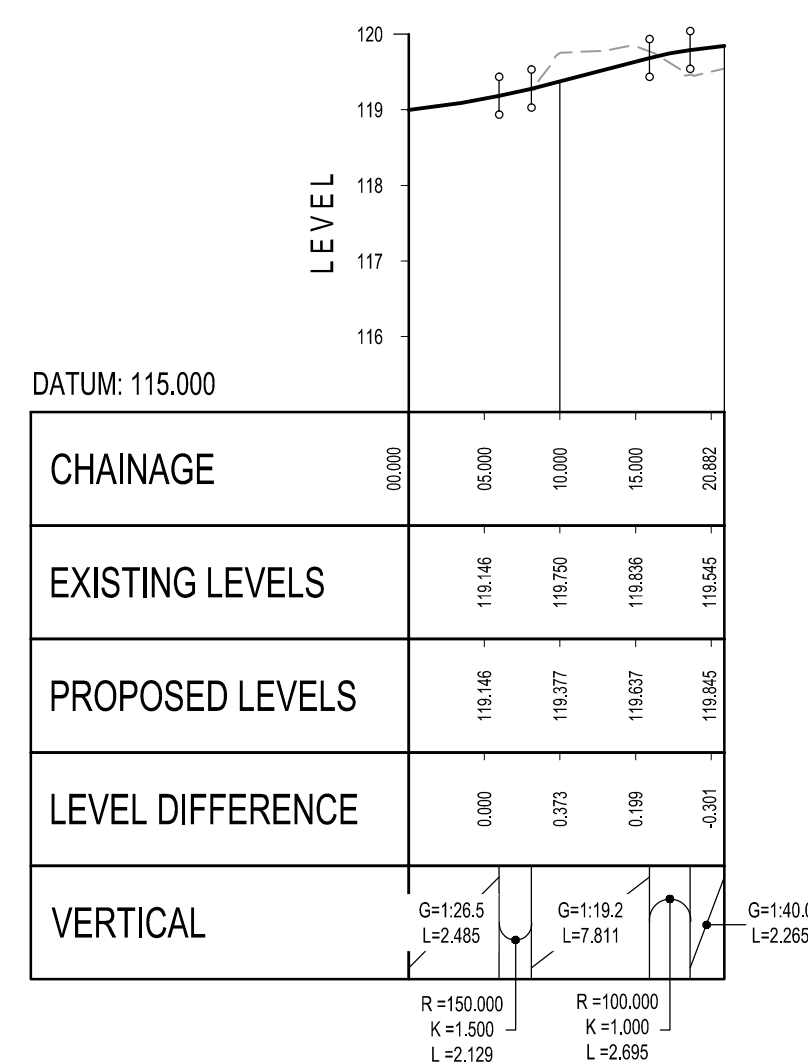 120
119
118
117
116
LEVEL
DATUM: 115.000
CHAINAGE
00.000
05.000
10.000
15.000
20.882
EXISTING LEVELS
119.146
119.750
119.836
119.545
PROPOSED LEVELS
119.146
119.377
119.637
119.845
LEVEL DIFFERENCE
0.000
0.373
0.199
-0.301
VERTICAL
G=1:26.5
L=2.485
G=1:19.2
L=7.811
G=1:40.0
L=2.265
R =150.000
K =1.500
L =2.129
R =100.000
K =1.000
L =2.695